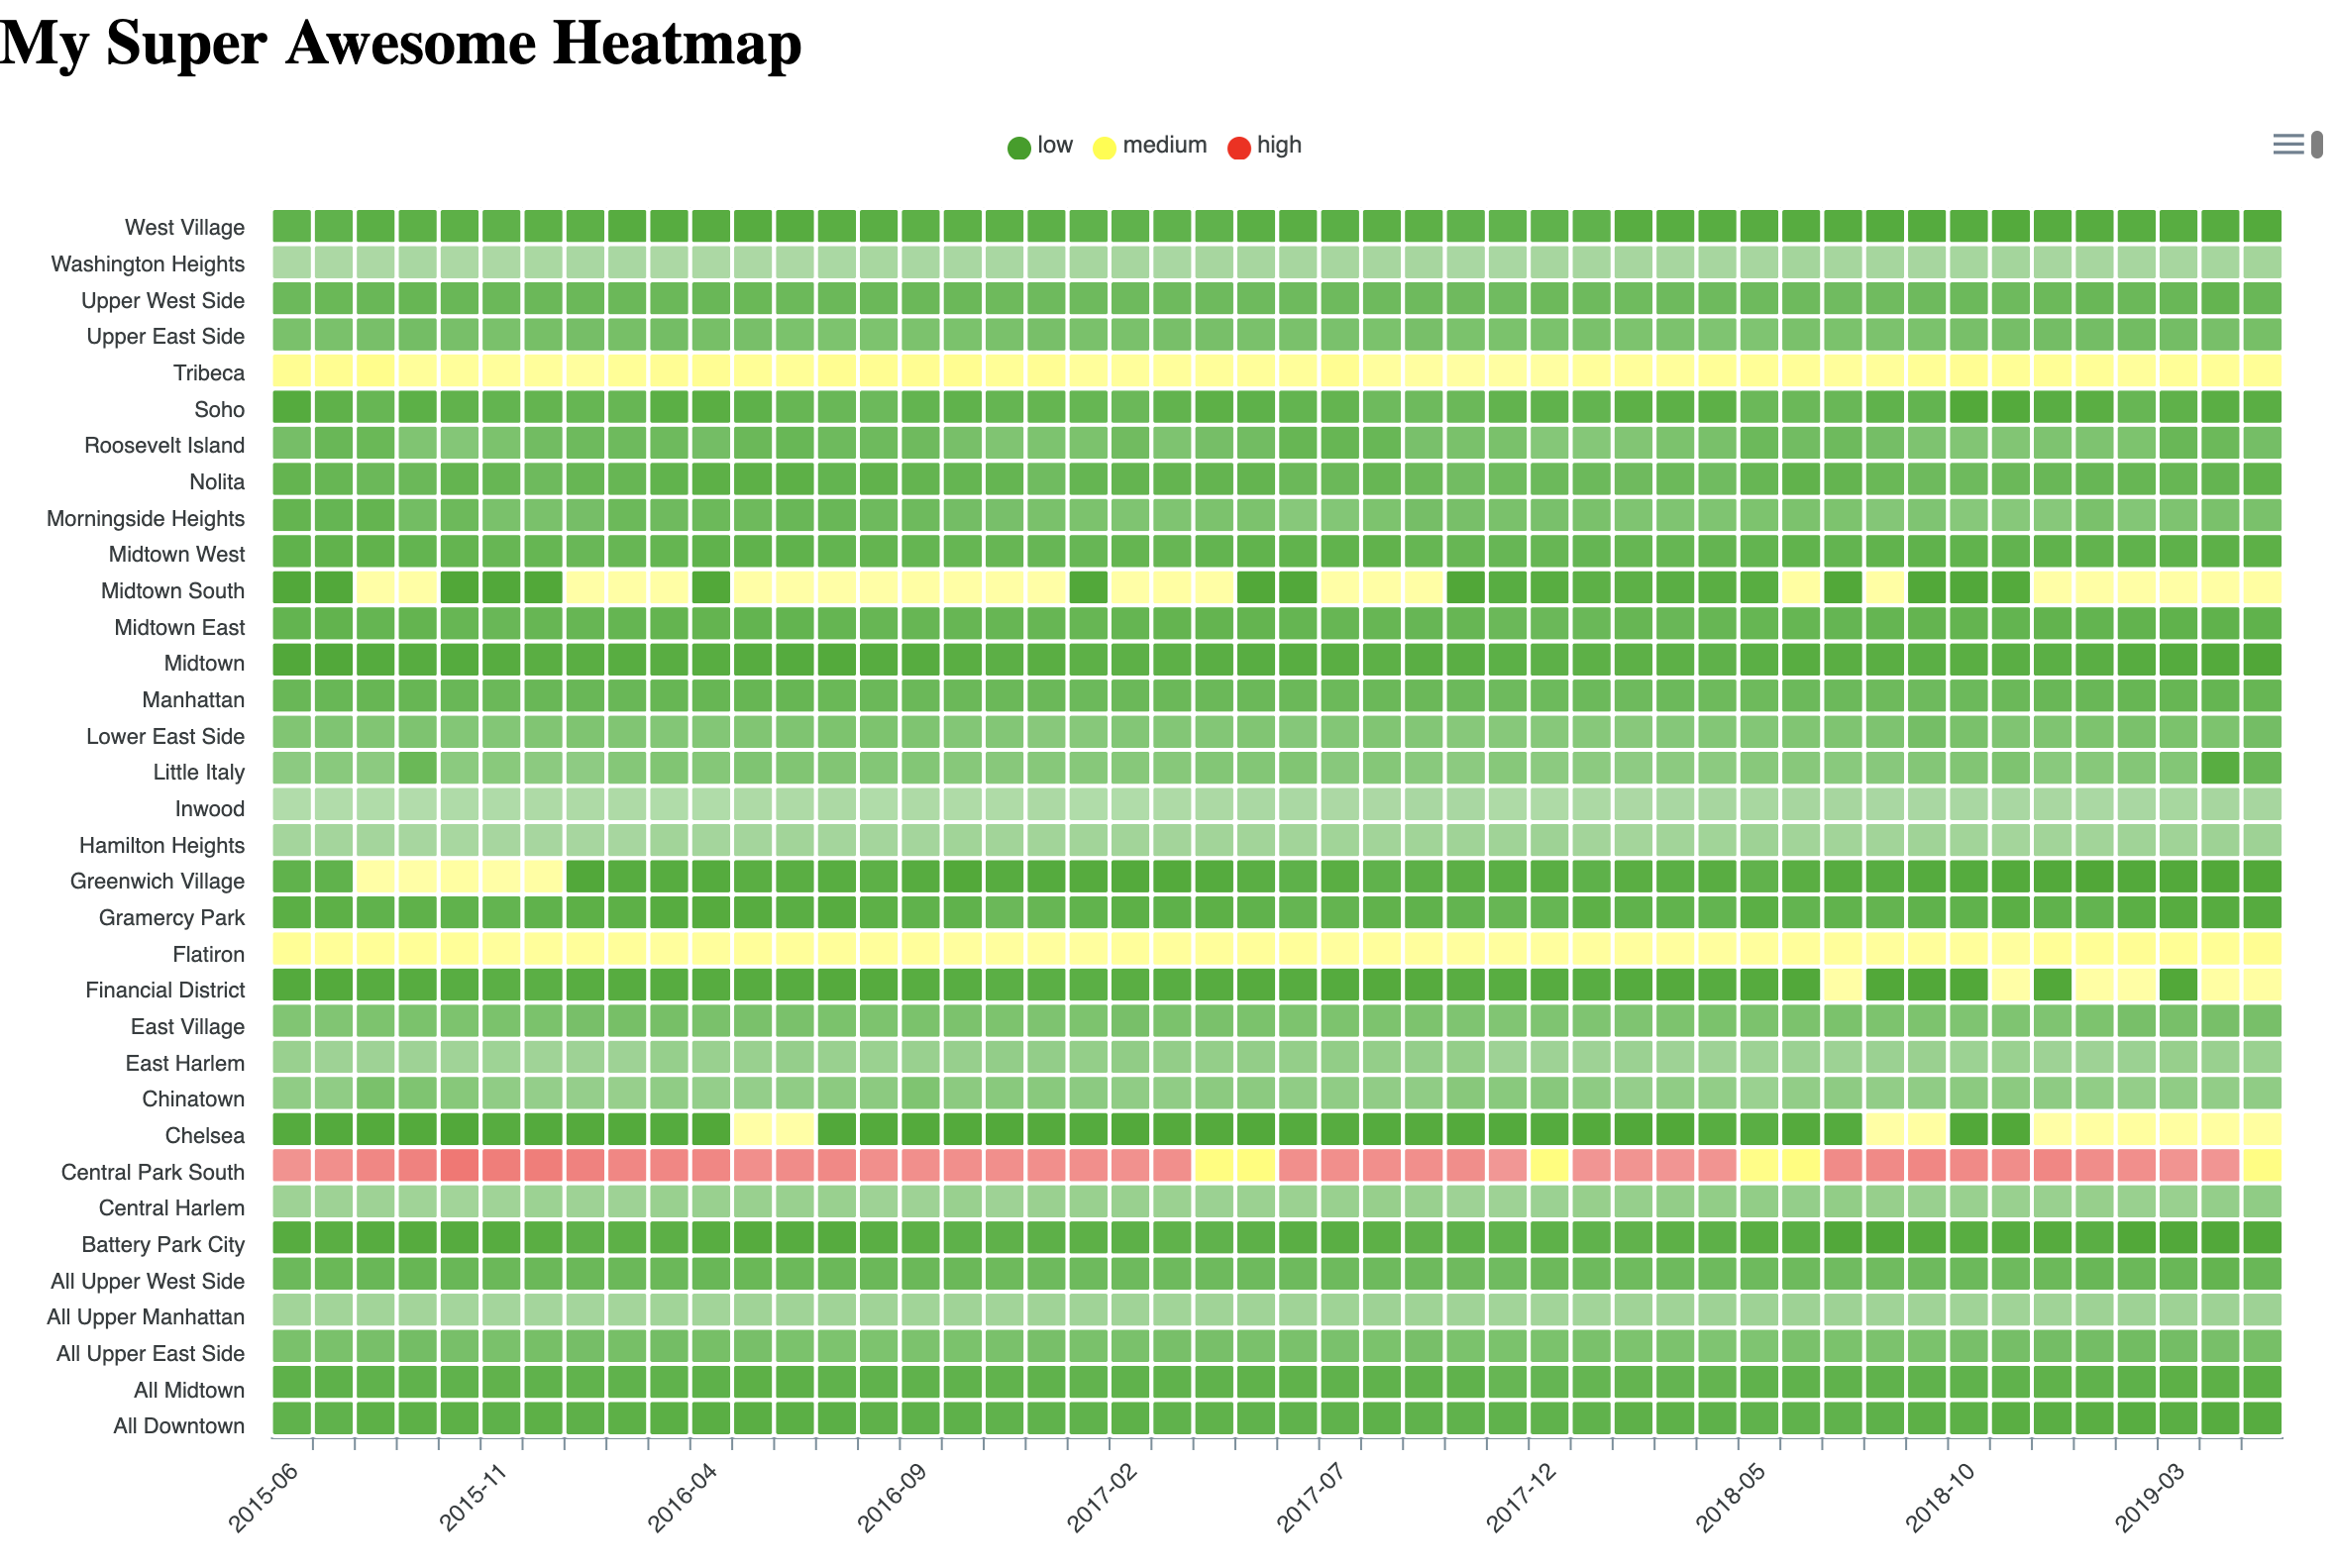 My Super Awesome Heatmap
low medium high
West Village
Washington Heights
Upper West Side
Upper East Side
Tribeca
Soho
Roosevelt Island
Nolita
Morningside Heights
Midtown West
Midtown South
Midtown East
Midtown
Manhattan
Lower East Side
Little Italy
Inwood
Hamilton Heights
Greenwich Village
Gramercy Park
Flatiron
Financial District
East Village
East Harlem
Chinatown
Chelsea
Central Park South
Central Harlem
Battery Park City
All Upper West Side
All Upper Manhattan
All Upper East Side
All Midtown
All Downtown
2015-06 2015-11 2016-04 2016-09 2017-02 2017-07 2017-12 2018-05 2018-10 2019-03